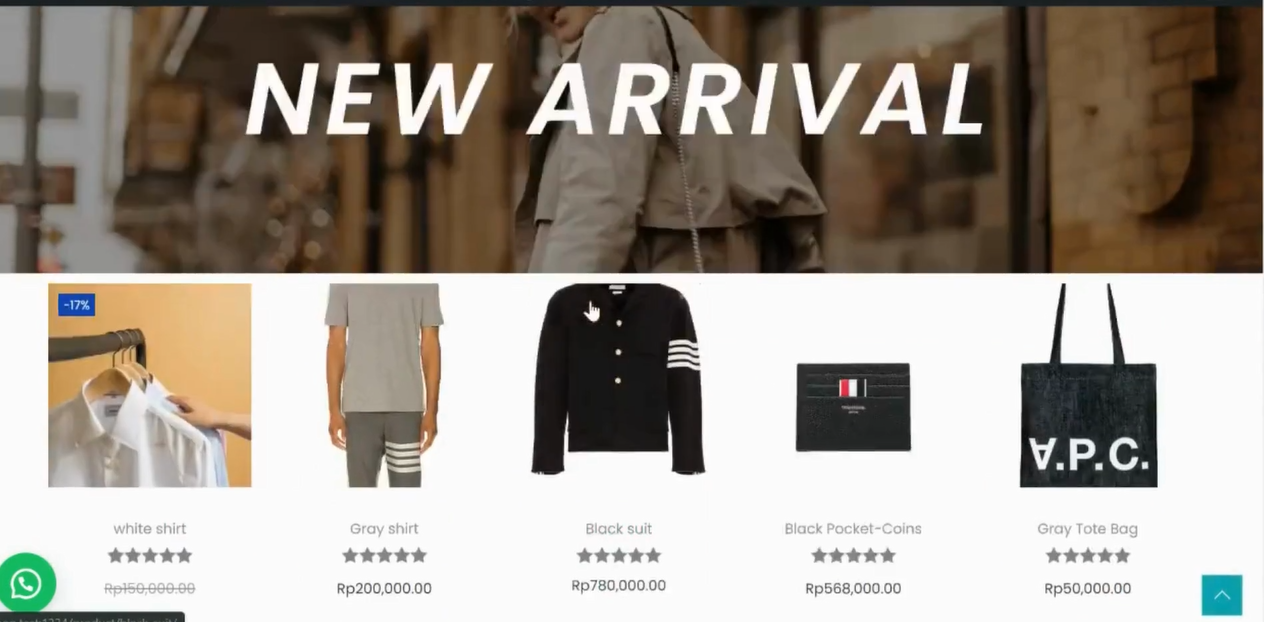 NEW ARRIVAL
-17%
∀.P.C.
white shirt
Gray shirt
Black suit
Black Pocket-Coins
Gray Tote Bag
Rp150,000.00
Rp200,000.00
Rp780,000.00
Rp568,000.00
Rp50,000.00